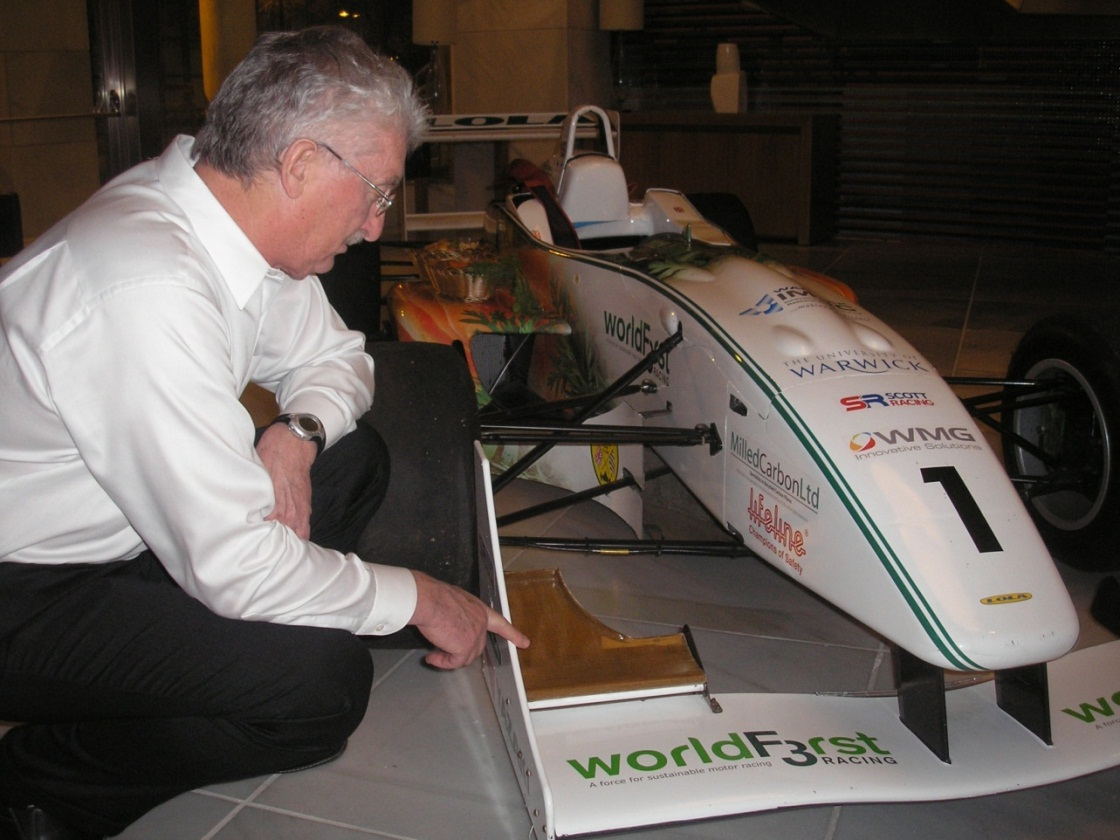 LOLA
worldF3rst
RACING
THE UNIVERSITY OF
WARWICK
SR SCOTT
RACING
WMG
Innovative Solutions
MilledCarbonLtd
lifeline
Champions of Safety
1
LOLA
worldF3rst
RACING
A force for sustainable motor racing